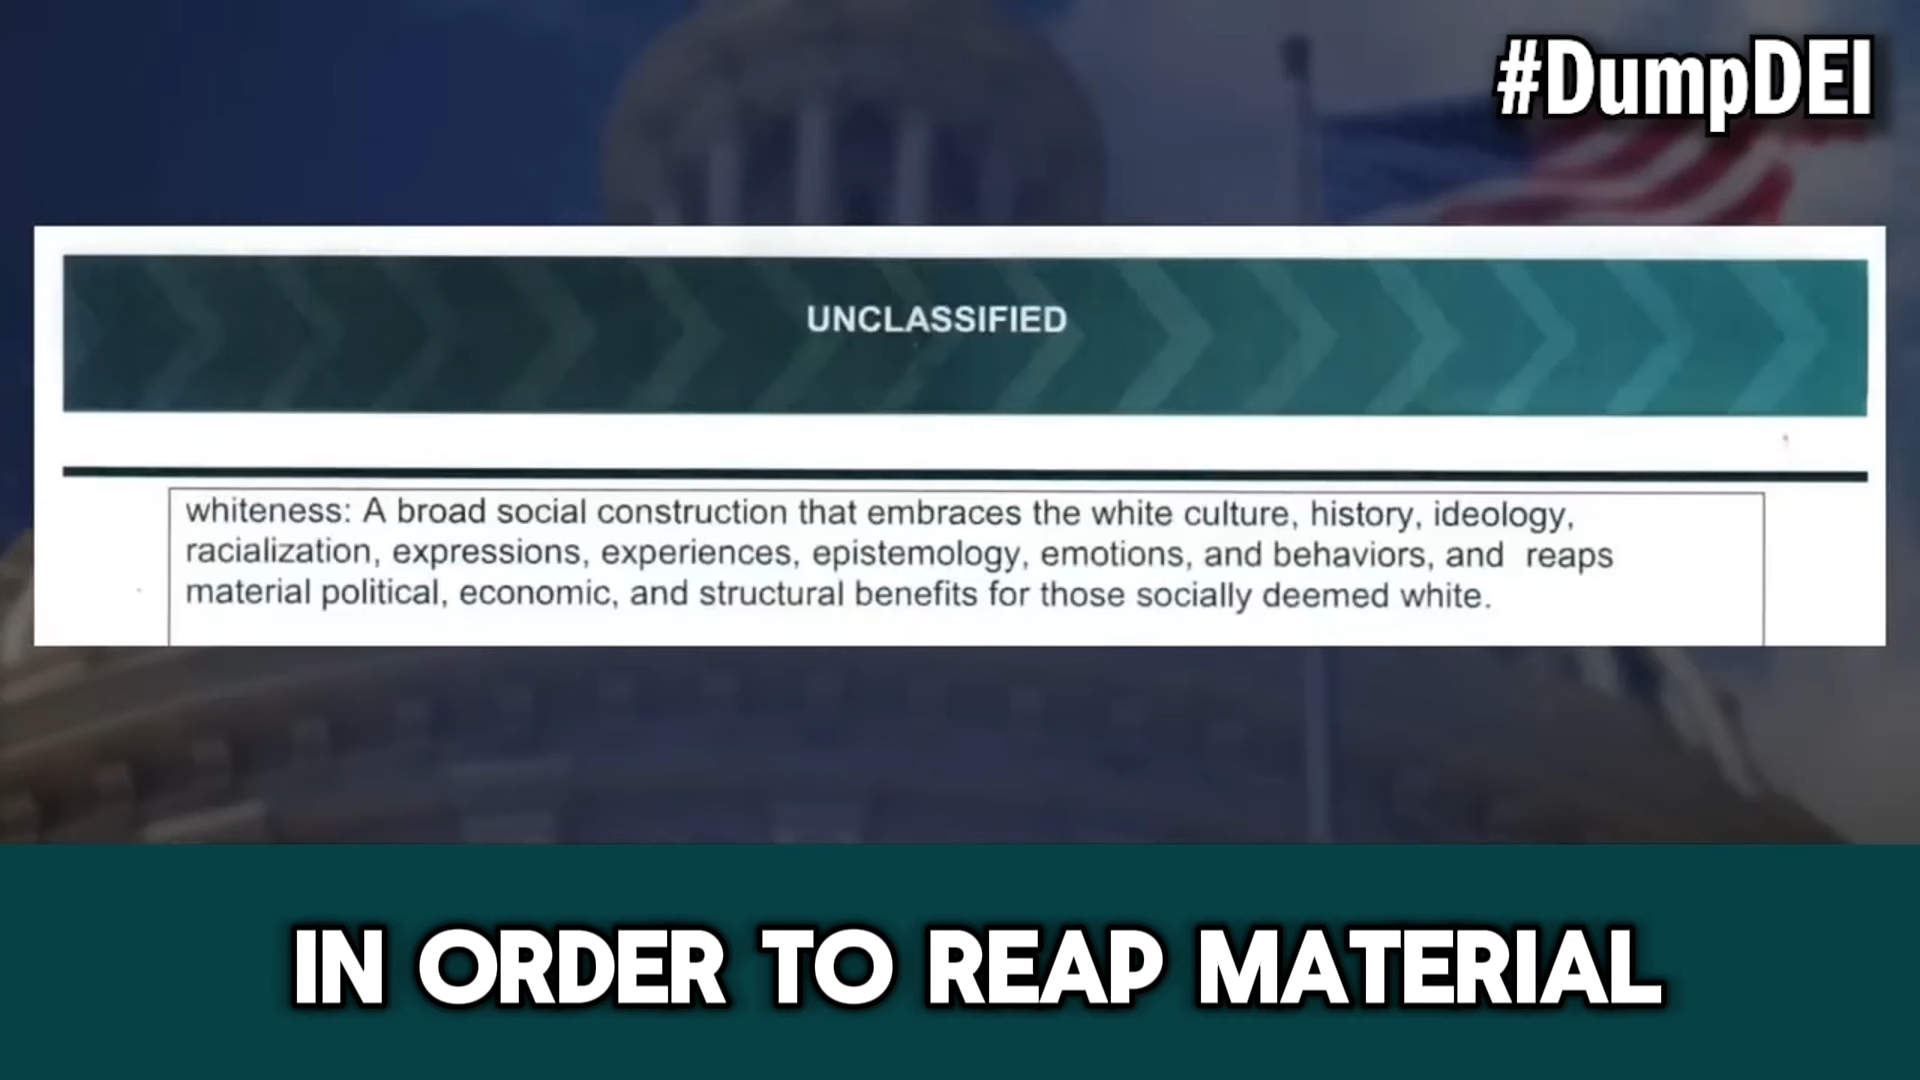 #DumpDEI
UNCLASSIFIED
whiteness: A broad social construction that embraces the white culture, history, ideology,
racialization, expressions, experiences, epistemology, emotions, and behaviors, and reaps
material political, economic, and structural benefits for those socially deemed white.
IN ORDER TO REAP MATERIAL